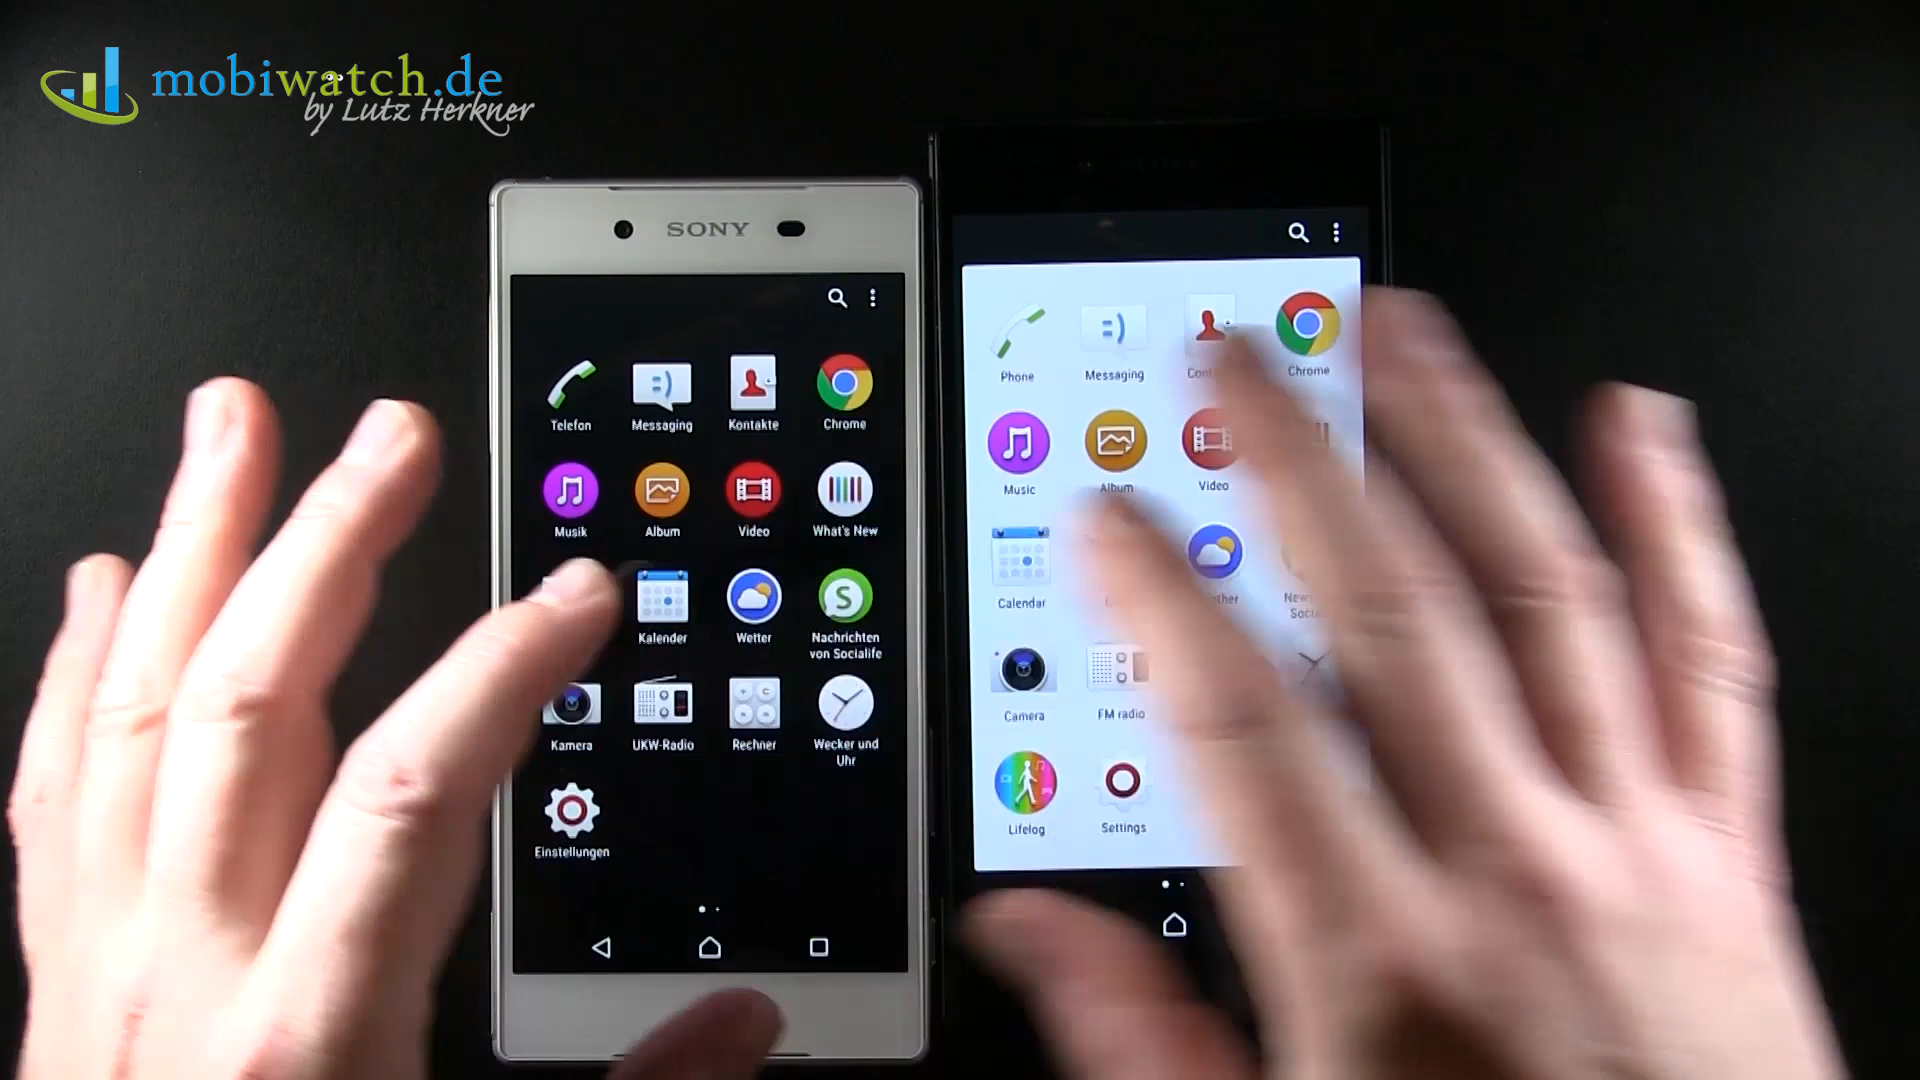 mobiwatch.de
by Lutz Herkner
SONY
Telefon
Messaging
Kontakte
Chrome
Musik
Album
Video
What's New
Kalender
Wetter
Nachrichten
von Socialife
Kamera
UKW-Radio
Rechner
Wecker und
Uhr
Einstellungen
Phone
Messaging
Chrome
Music
Album
Video
Calendar
Camera
FM radio
Lifelog
Settings